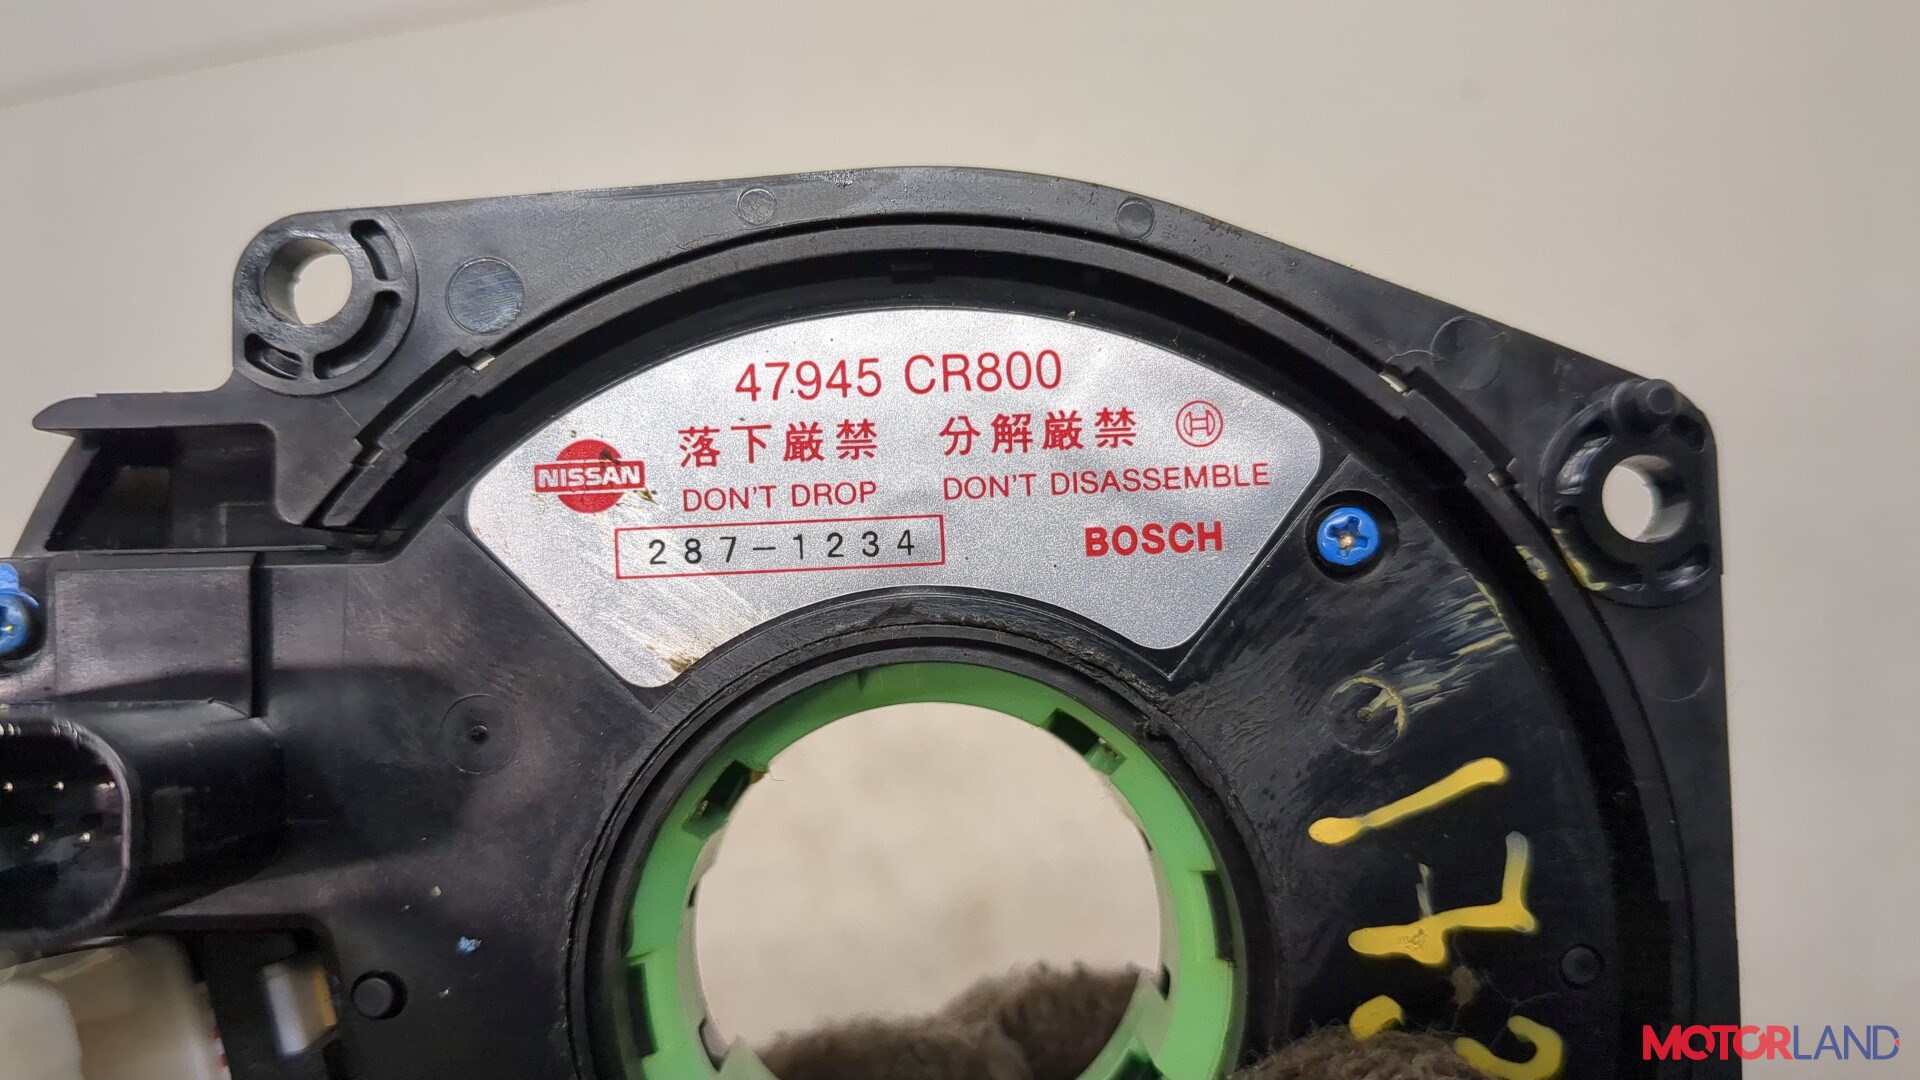 47945 CR800
落下厳禁 分解厳禁
NISSAN
DON'T DROP DON'T DISASSEMBLE
287-1234
BOSCH
MOTORLAND